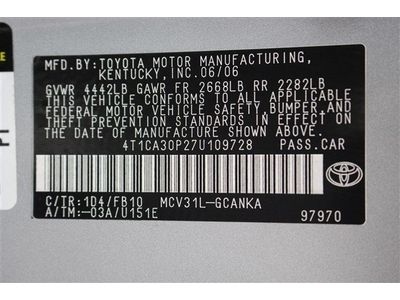 MFD.BY:TOYOTA MOTOR MANUFACTURING,
KENTUCKY,INC.06/06
GVWR 4442LB GAWR FR 2668LB RR 2282LB
THIS VEHICLE CONFORMS TO ALL APPLICABLE
FEDERAL MOTOR VEHICLE SAFETY,BUMPER,AND
THEFT PREVENTION STANDARDS IN EFFECT ON
THE DATE OF MANUFACTURE SHOWN ABOVE.
4T1CA30P27U109728 PASS.CAR
C/TR:1D4/FB10 MCV31L-GCANKA
A/TM:-03A/U151E 97970